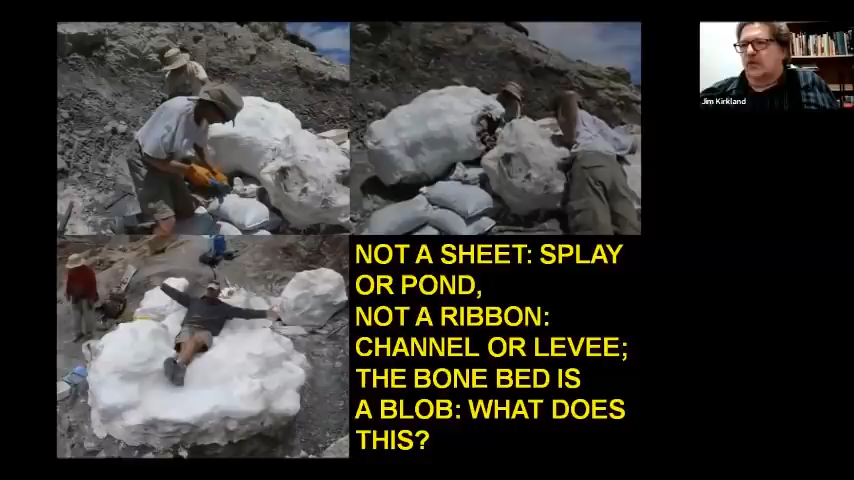 Jim Kirkland
NOT A SHEET: SPLAY
OR POND,
NOT A RIBBON:
CHANNEL OR LEVEE;
THE BONE BED IS
A BLOB: WHAT DOES
THIS?